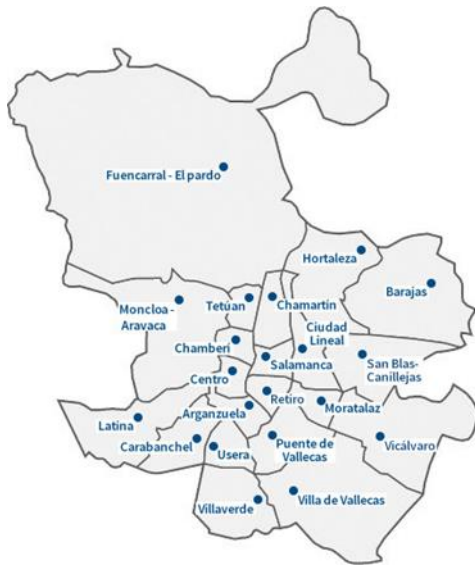 Fuencarral - El pardo
Hortaleza
Barajas
Moncloa -
Aravaca
Tetúan
Chamartín
Ciudad
Lineal
Chamberí
Salamanca
San Blas-
Canillejas
Centro
Retiro
Moratalaz
Arganzuela
Latina
Carabanchel
Usera
Puente de
Vallecas
Vicálvaro
Villaverde
Villa de Vallecas